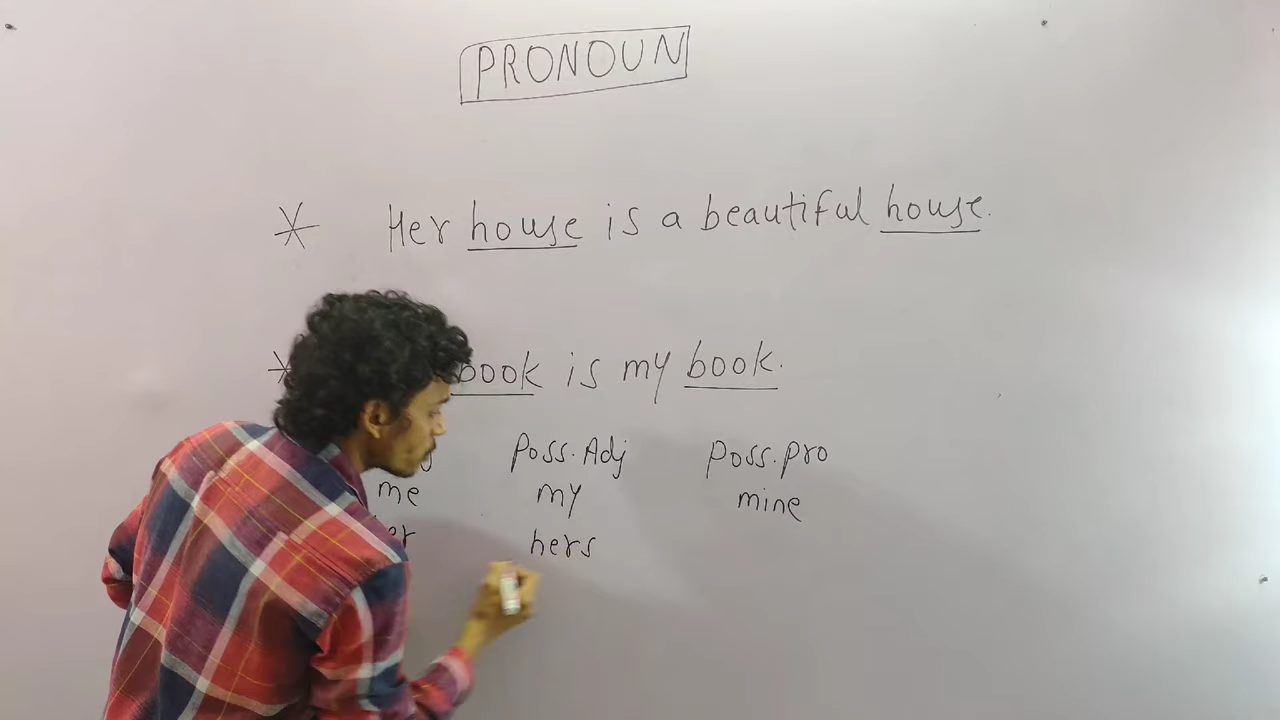 PRONOUN
* Her house is a beautiful house.
* book is my book.
Poss.Adj Poss.pro
me my mine
hers